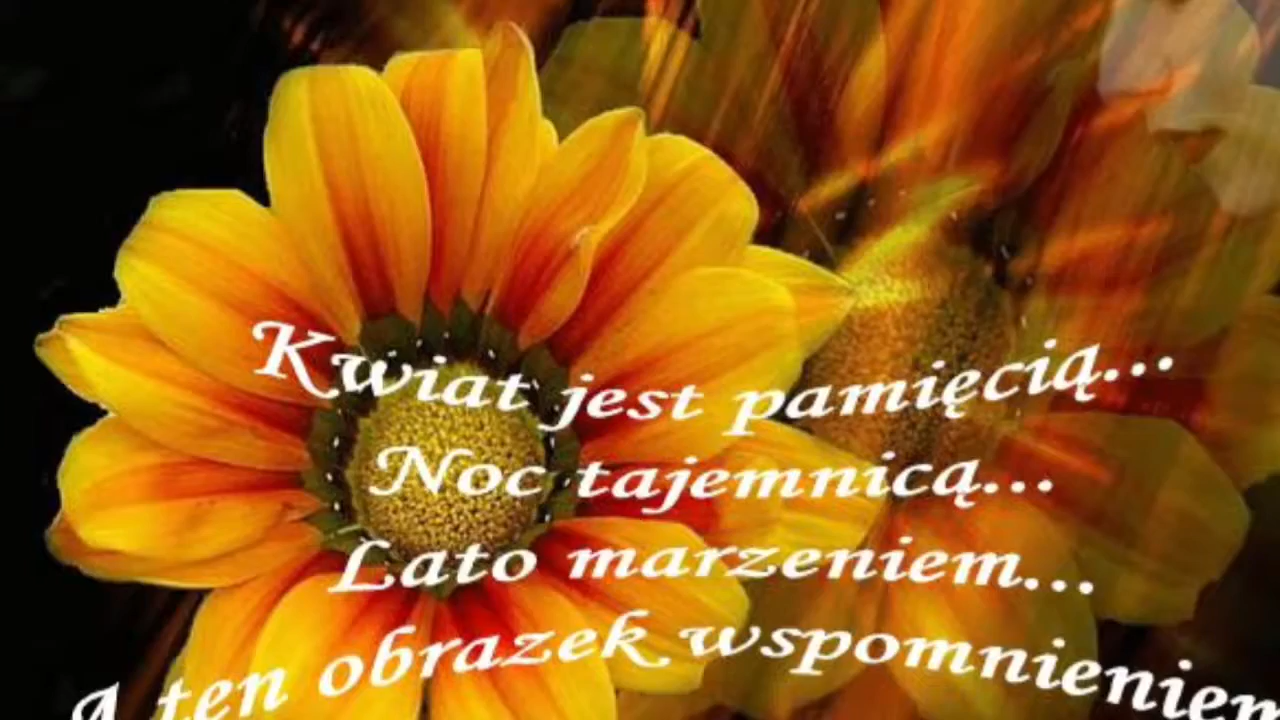 Kwiat jest pamięcią...
Noc tajemnicą...
Lato marzeniem...
A ten obrazek wspomnieniem